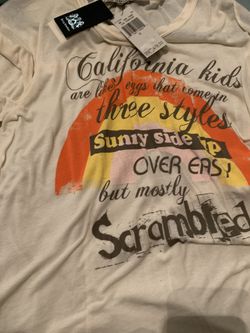 California kids
are like eggs that come in
three styles
Sunny side up
OVER EASY
but mostly
Scrambled